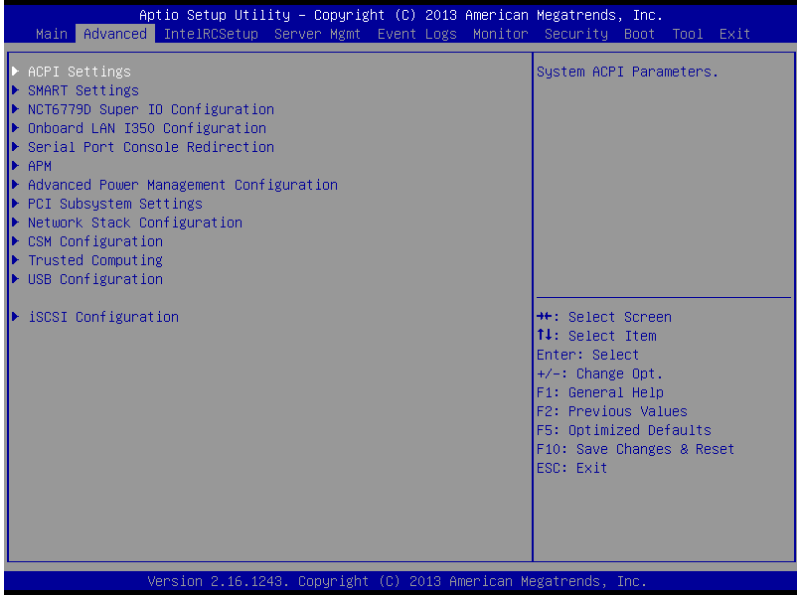 Aptio Setup Utility – Copyright (C) 2013 American Megatrends, Inc.
Main Advanced IntelRCSetup Server Mgmt Event Logs Monitor Security Boot Tool Exit
ACPI Settings
SMART Settings
NCT6779D Super IO Configuration
Onboard LAN I350 Configuration
Serial Port Console Redirection
APM
Advanced Power Management Configuration
PCI Subsystem Settings
Network Stack Configuration
CSM Configuration
Trusted Computing
USB Configuration
iSCSI Configuration
System ACPI Parameters.
→←: Select Screen
↑↓: Select Item
Enter: Select
+/-: Change Opt.
F1: General Help
F2: Previous Values
F5: Optimized Defaults
F10: Save Changes & Reset
ESC: Exit
Version 2.16.1243. Copyright (C) 2013 American Megatrends, Inc.